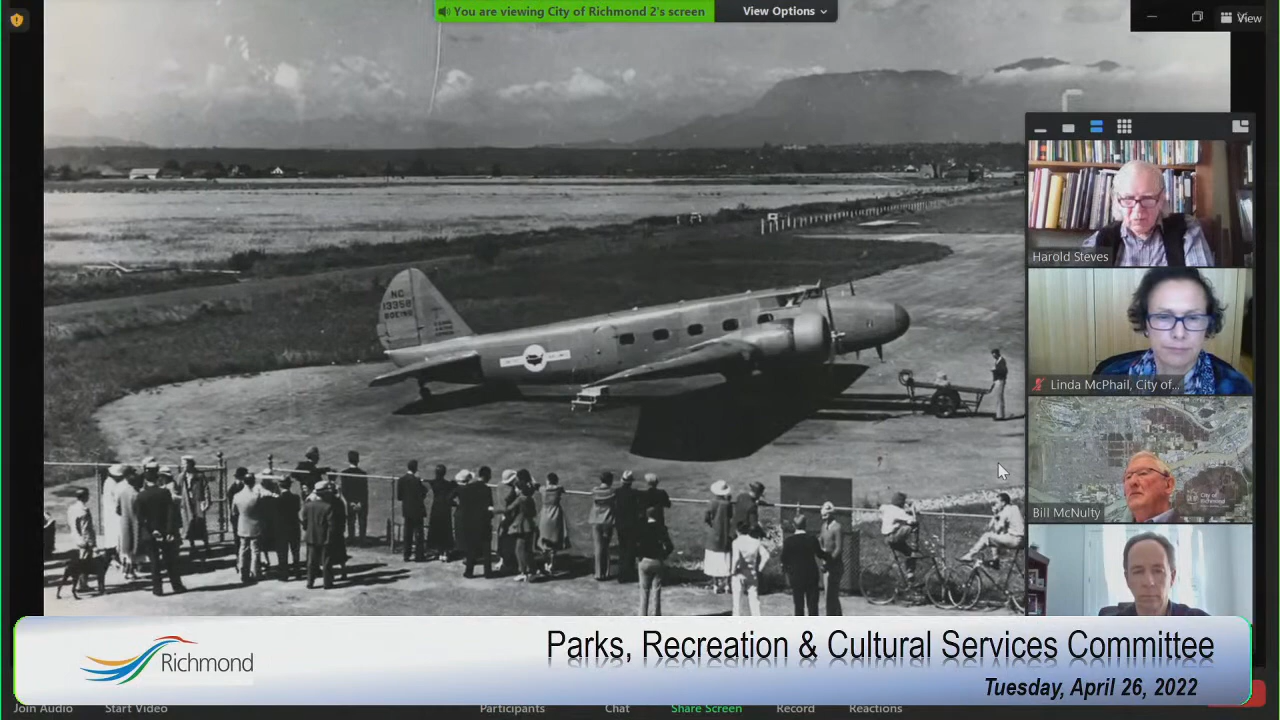 You are viewing City of Richmond 2's screen
View Options
View
NC
13358
BOEING
Harold Steves
Linda McPhail, City of...
Bill McNulty
Parks, Recreation & Cultural Services Committee
Richmond
Tuesday, April 26, 2022
Join Audio
Start Video
Participants
Chat
Share Screen
Record
Reactions